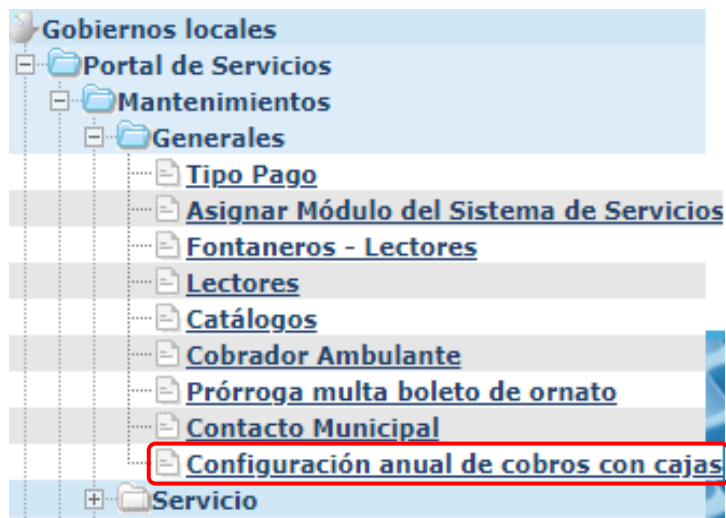 Gobiernos locales
Portal de Servicios
Mantenimientos
Generales
Tipo Pago
Asignar Módulo del Sistema de Servicios
Fontaneros - Lectores
Lectores
Catálogos
Cobrador Ambulante
Prórroga multa boleto de ornato
Contacto Municipal
Configuración anual de cobros con cajas
Servicio